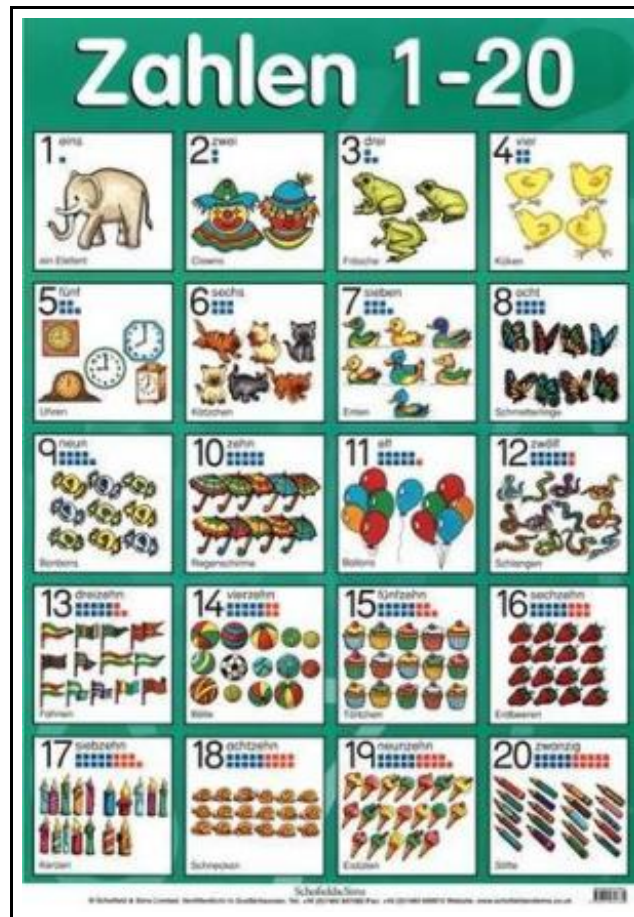 Zahlen 1-20
1 eins
ein Elefant
2 zwei
Clowns
3 drei
Frösche
4 vier
Küken
5 fünf
Uhren
6 sechs
Kätzchen
7 sieben
Enten
8 acht
Schmetterlinge
9 neun
Bonbons
10 zehn
Regenschirme
11 elf
Ballons
12 zwölf
Schlangen
13 dreizehn
Fahnen
14 vierzehn
Bälle
15 fünfzehn
Törtchen
16 sechzehn
Erdbeeren
17 siebzehn
Kerzen
18 achtzehn
Schnecken
19 neunzehn
Eistüten
20 zwanzig
Stifte
Schofield&Sims
© Schofield & Sims Limited.